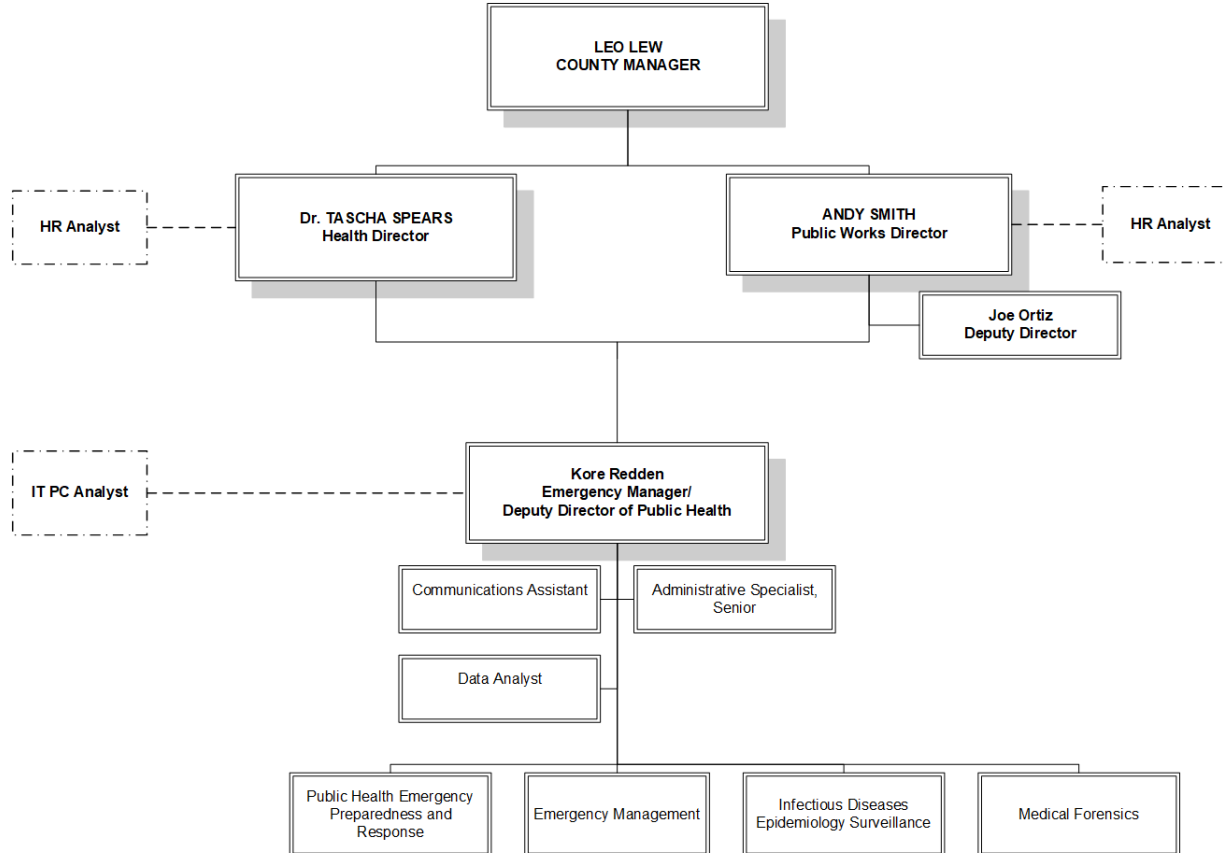 LEO LEW
COUNTY MANAGER
HR Analyst
Dr. TASCHA SPEARS
Health Director
ANDY SMITH
Public Works Director
HR Analyst
Joe Ortiz
Deputy Director
IT PC Analyst
Kore Redden
Emergency Manager/
Deputy Director of Public Health
Communications Assistant
Administrative Specialist,
Senior
Data Analyst
Public Health Emergency
Preparedness and
Response
Emergency Management
Infectious Diseases
Epidemiology Surveillance
Medical Forensics